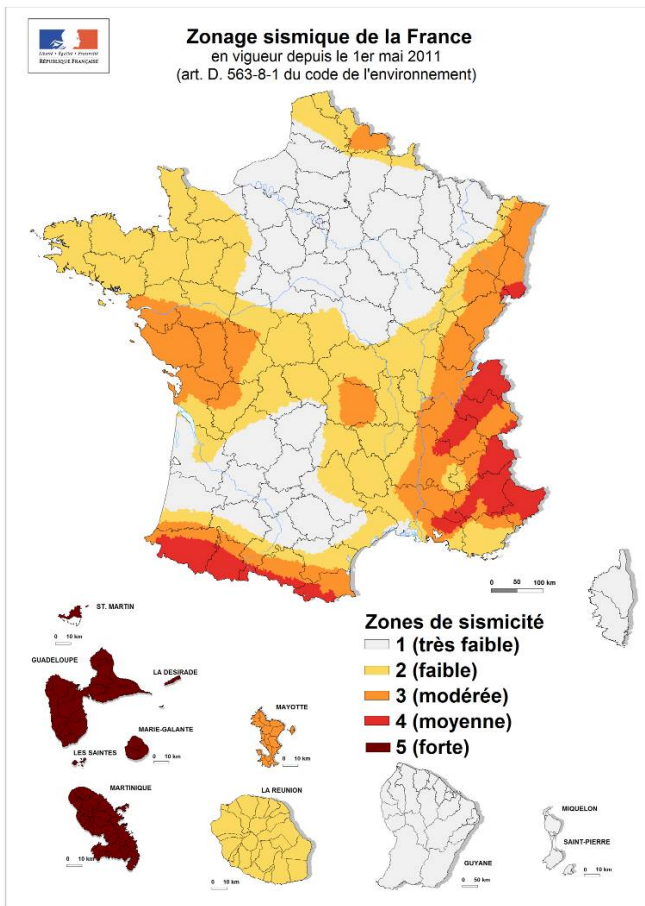 Liberté • Égalité • Fraternité
RÉPUBLIQUE FRANÇAISE
Zonage sismique de la France
en vigueur depuis le 1er mai 2011
(art. D. 563-8-1 du code de l'environnement)
0 50 100 km
Zones de sismicité
1 (très faible)
2 (faible)
3 (modérée)
4 (moyenne)
5 (forte)
ST. MARTIN
0 10 km
GUADELOUPE
LA DESIRADE
MARIE-GALANTE
LES SAINTES
0 10 km
MAYOTTE
0 10 km
MARTINIQUE
0 10 km
LA REUNION
0 10 km
GUYANE
0 50 km
MIQUELON
SAINT-PIERRE
0 10 km